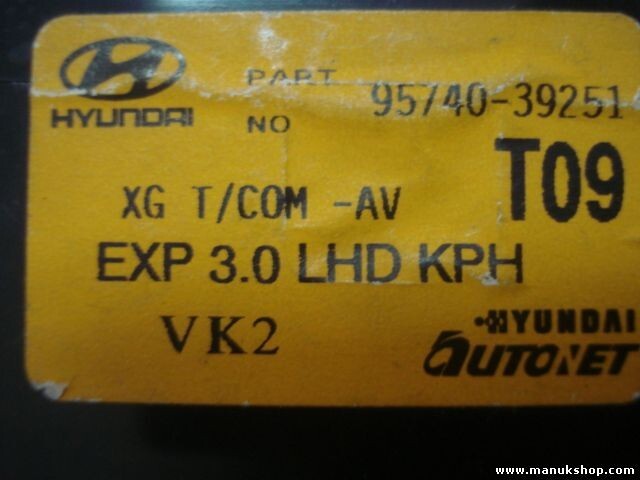 HYUNDAI
PART NO 95740-39251
T09
XG T/COM -AV
EXP 3.0 LHD KPH
VK2
HYUNDAI
AUTONET
www.manukshop.com